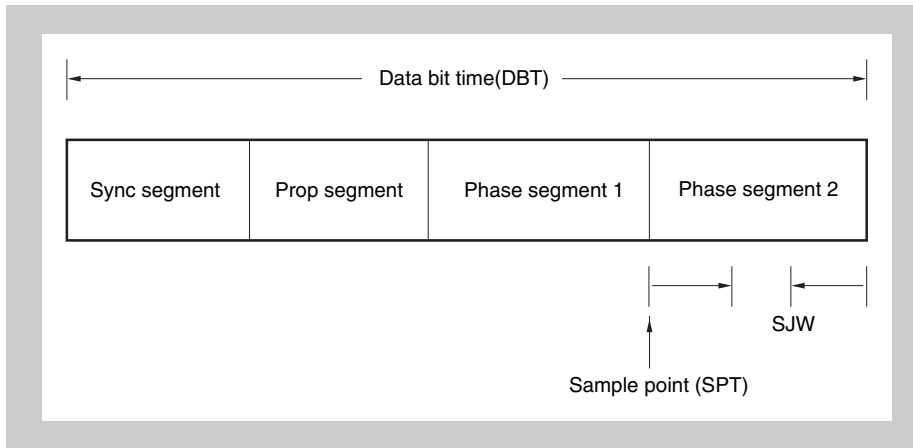 Data bit time(DBT)
Sync segment
Prop segment
Phase segment 1
Phase segment 2
SJW
Sample point (SPT)